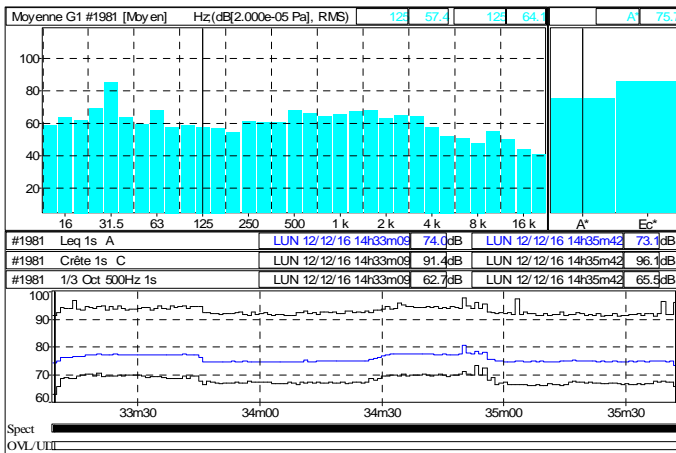 Moyenne G1 #1981 [Moyen] Hz;(dB[2.000e-05 Pa], RMS) 125 57.4 125 64.1 A* 75.7
100
80
60
40
20
16 31.5 63 125 250 500 1 k 2 k 4 k 8 k 16 k A* Ec*
#1981 Leq 1s A LUN 12/12/16 14h33m09 74.0dB LUN 12/12/16 14h35m42 73.1dB
#1981 Crête 1s C LUN 12/12/16 14h33m09 91.4dB LUN 12/12/16 14h35m42 96.1dB
#1981 1/3 Oct 500Hz 1s LUN 12/12/16 14h33m09 62.7dB LUN 12/12/16 14h35m42 65.5dB
100
90
80
70
60
33m30 34m00 34m30 35m00 35m30
Spect